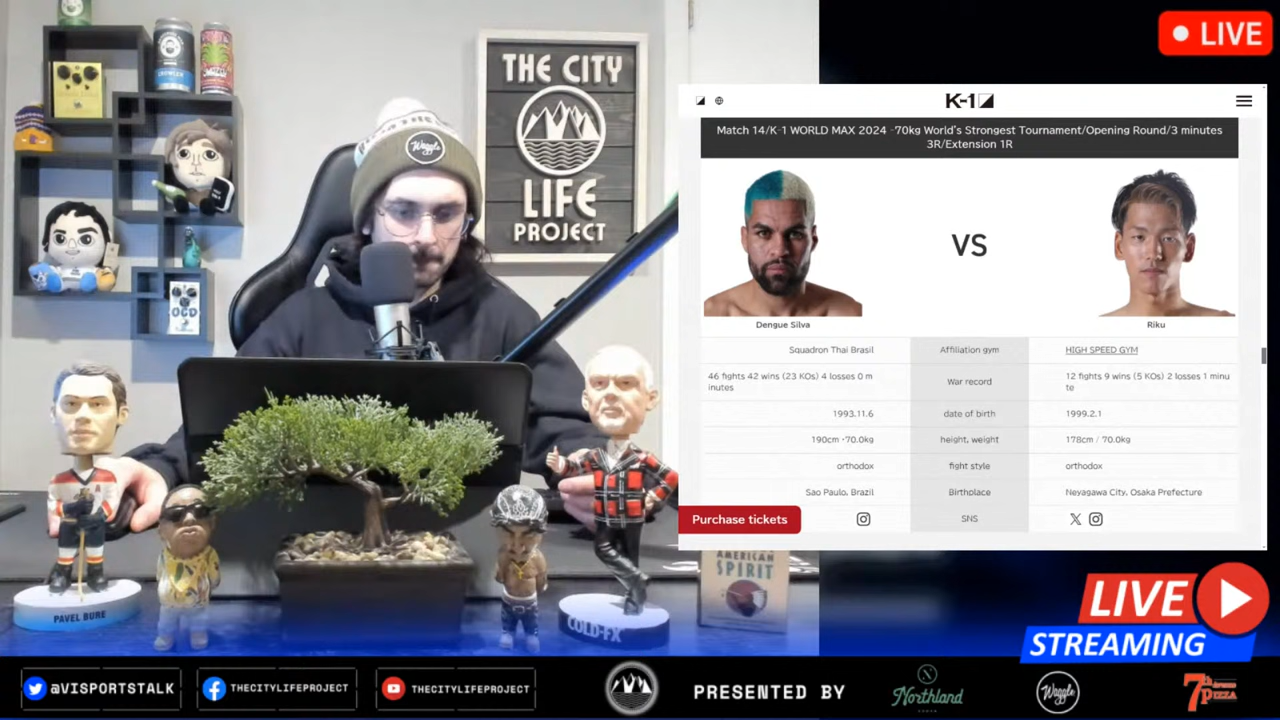 LIVE
THE CITY
LIFE
PROJECT
Waggle
OCD
K-1
Match 14/K-1 WORLD MAX 2024 -70kg World's Strongest Tournament/Opening Round/3 minutes
3R/Extension 1R
VS
Dengue Silva
Riku
Squadron Thai Brasil
Affiliation gym
HIGH SPEED GYM
46 fights 42 wins (23 KOs) 4 losses 0 m
inutes
War record
12 fights 9 wins (5 KOs) 2 losses 1 minu
te
1993.11.6
date of birth
1999.2.1
190cm -70.0kg
height, weight
178cm / 70.0kg
orthodox
fight style
orthodox
Sao Paulo, Brazil
Birthplace
Neyagawa City, Osaka Prefecture
SNS
Purchase tickets
PAVEL BURE
COLD-FX
AMERICAN
SPIRIT
LIVE
STREAMING
@VISPORTSTALK
THECITYLIFEPROJECT
THECITYLIFEPROJECT
PRESENTED BY
Northland
Waggle
7th
PIZZA